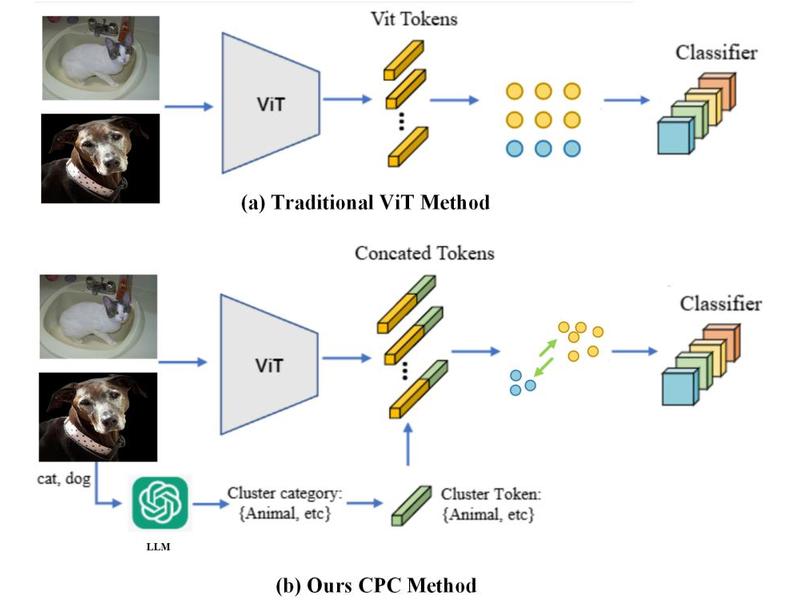 Vit Tokens
Classifier
ViT
(a) Traditional ViT Method
Concated Tokens
Classifier
ViT
cat, dog
Cluster category:
{Animal, etc}
Cluster Token:
{Animal, etc}
LLM
(b) Ours CPC Method